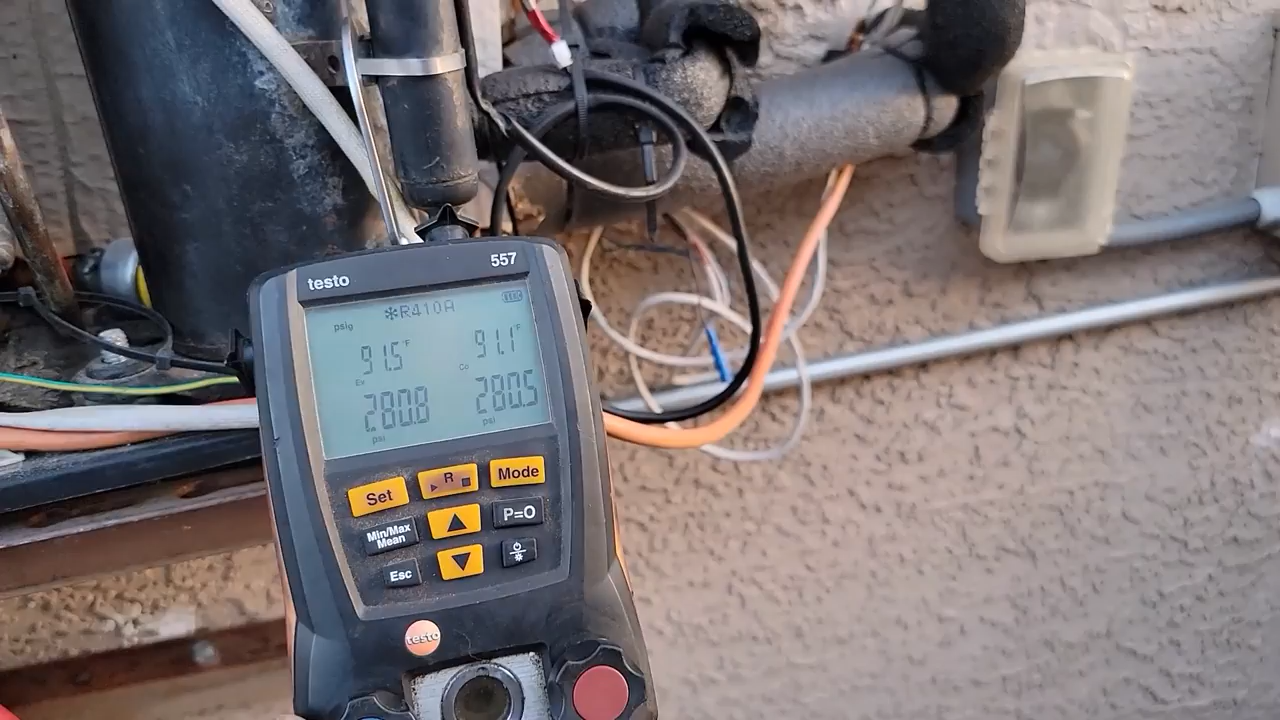 testo 557
psig ✻R410A
91.5°F 91.1°F
Ev Co
280.8 280.5
psi psi
Set ▶ R ■ Mode
Min/Max
Mean
▲ P=O
Esc ▼
testo